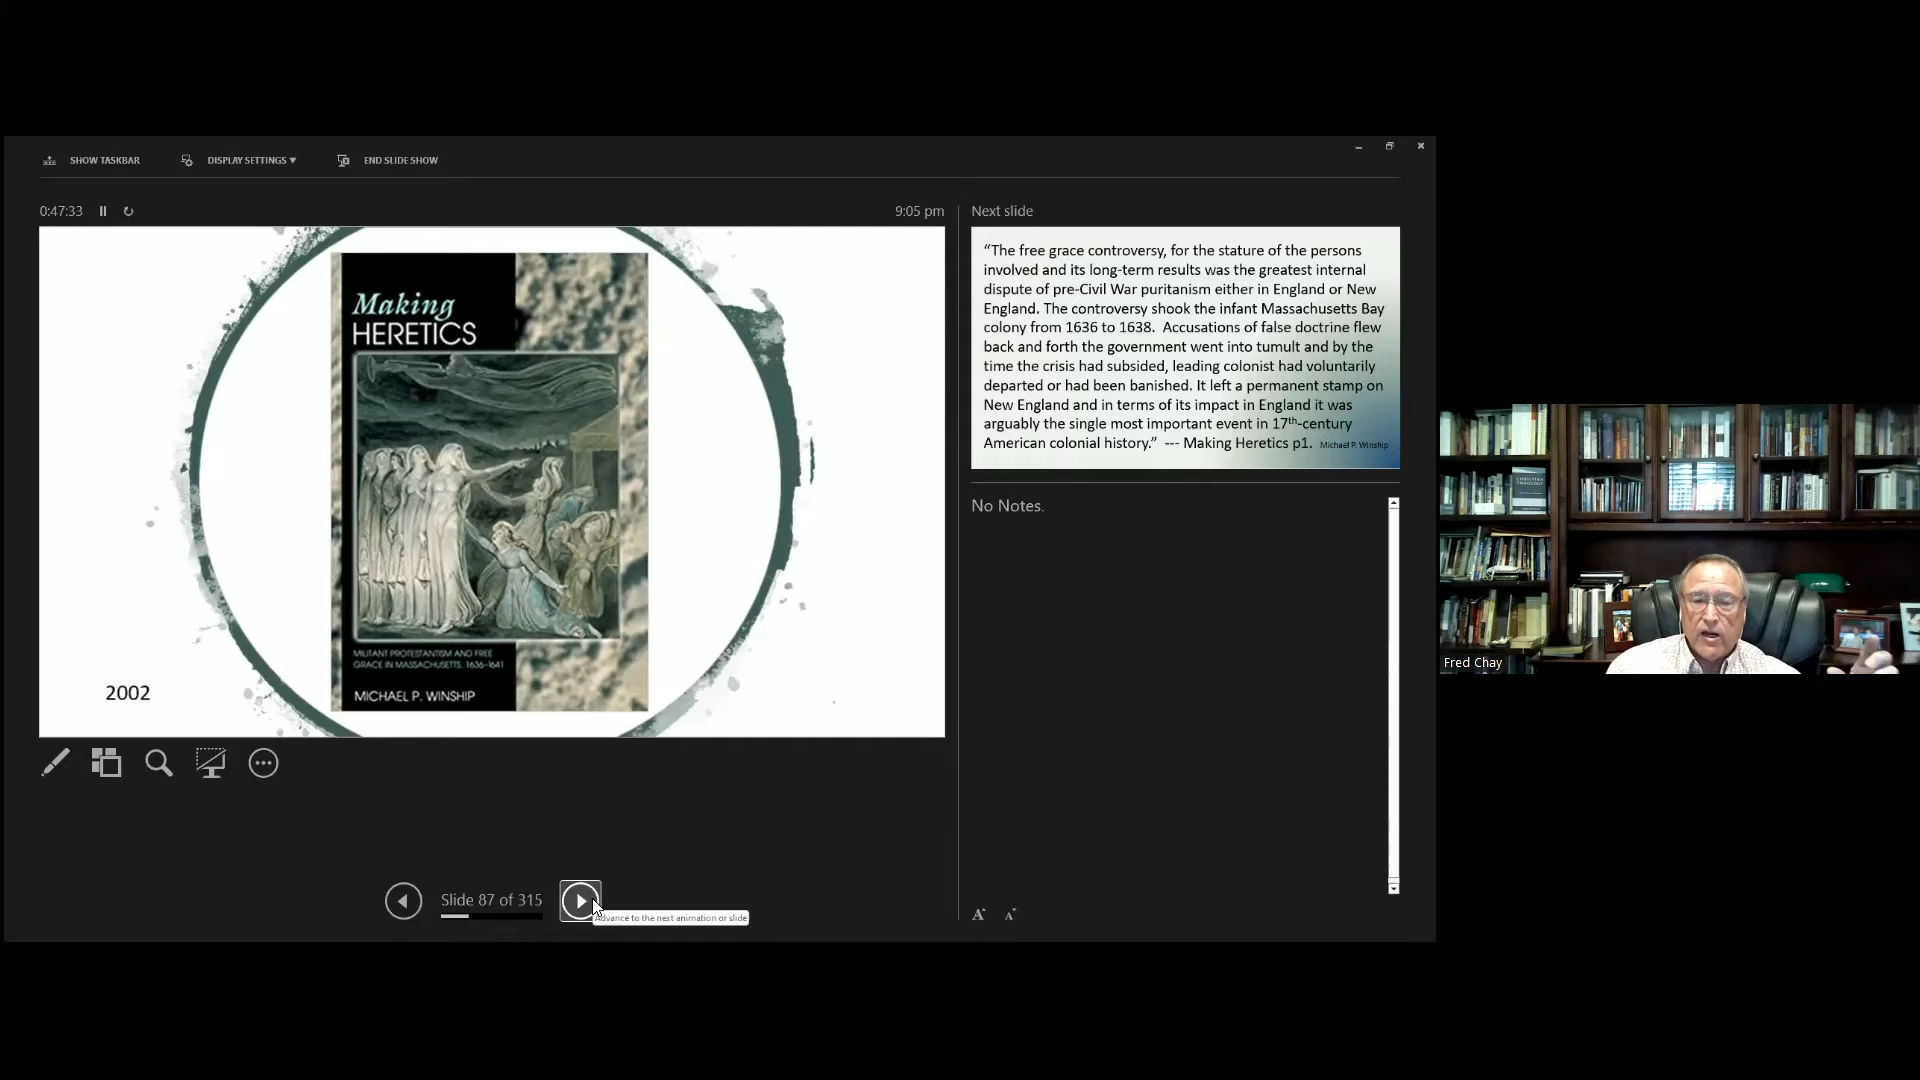 SHOW TASKBAR
DISPLAY SETTINGS ▼
END SLIDE SHOW
0:47:33
9:05 pm
Making
HERETICS
MILITANT PROTESTANTISM AND FREE
GRACE IN MASSACHUSETTS, 1636-1641
MICHAEL P. WINSHIP
2002
Slide 87 of 315
Advance to the next animation or slide
Next slide
“The free grace controversy, for the stature of the persons
involved and its long-term results was the greatest internal
dispute of pre-Civil War puritanism either in England or New
England. The controversy shook the infant Massachusetts Bay
colony from 1636 to 1638.  Accusations of false doctrine flew
back and forth the government went into tumult and by the
time the crisis had subsided, leading colonist had voluntarily
departed or had been banished. It left a permanent stamp on
New England and in terms of its impact in England it was
arguably the single most important event in 17th-century
American colonial history.”  --- Making Heretics p1.  Michael P. Winship
No Notes.
A A
CHRISTIAN
THEOLOGY
Fred Chay